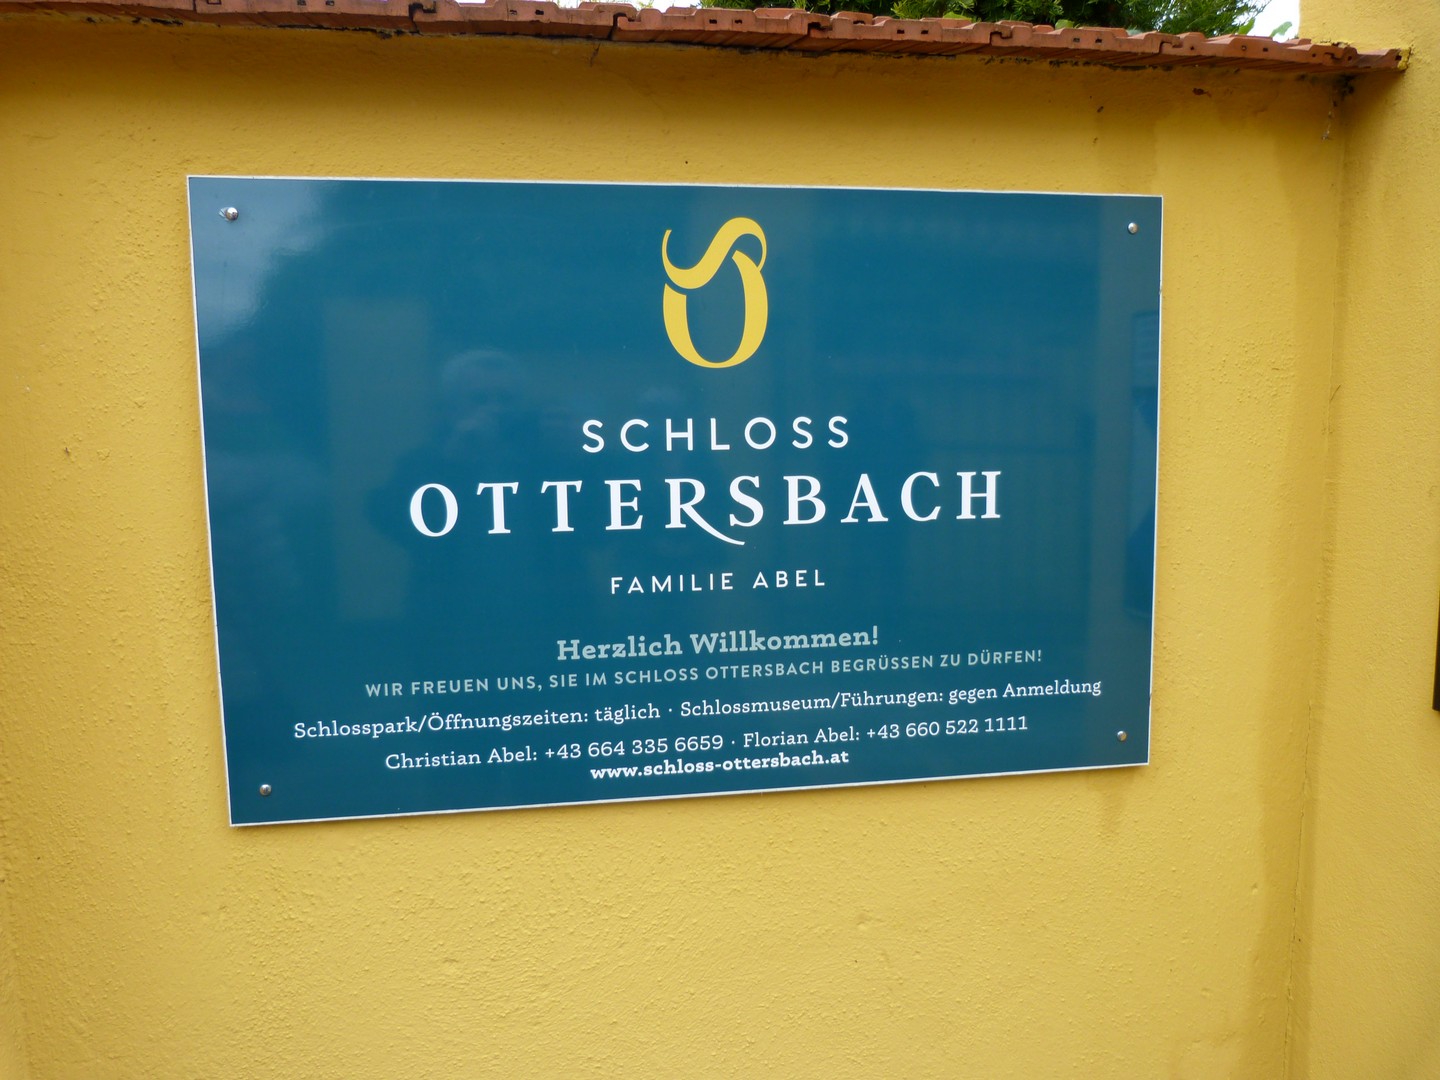 SCHLOSS
OTTERSBACH
FAMILIE ABEL
Herzlich Willkommen!
WIR FREUEN UNS, SIE IM SCHLOSS OTTERSBACH BEGRÜSSEN ZU DÜRFEN!
Schlosspark/Öffnungszeiten: täglich · Schlossmuseum/Führungen: gegen Anmeldung
Christian Abel: +43 664 335 6659 · Florian Abel: +43 660 522 1111
www.schloss-ottersbach.at